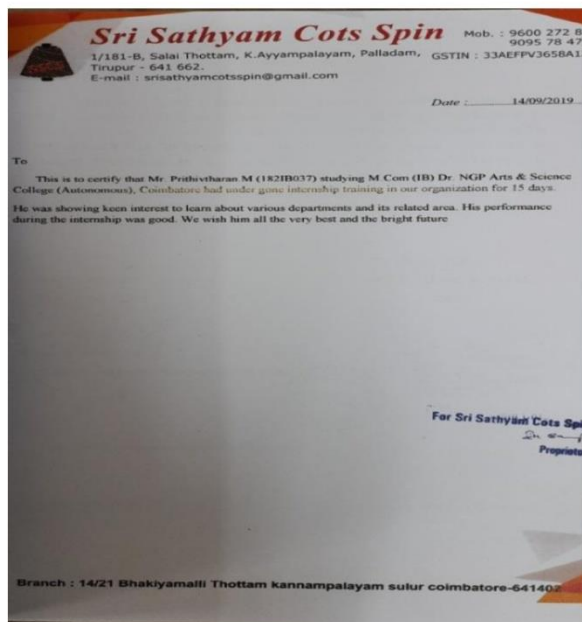 Sri Sathyam Cots Spin
Mob. : 9600 272 8
9095 78 47
1/181-B, Salai Thottam, K.Ayyampalayam, Palladam,
Tirupur - 641 662.
GSTIN : 33AEFPV3658A1
E-mail : srisathyamcotsspin@gmail.com
Date : 14/09/2019
To
This is to certify that Mr. Prithivtharan M (182IB037) studying M Com (IB) Dr. NGP Arts & Science
College (Autonomous), Coimbatore had under gone internship training in our organization for 15 days.
He was showing keen interest to learn about various departments and its related area. His performance
during the internship was good. We wish him all the very best and the bright future
For Sri Sathyam Cots Spi
Propriet
Branch : 14/21 Bhakiyamalli Thottam kannampalayam sulur coimbatore-641402